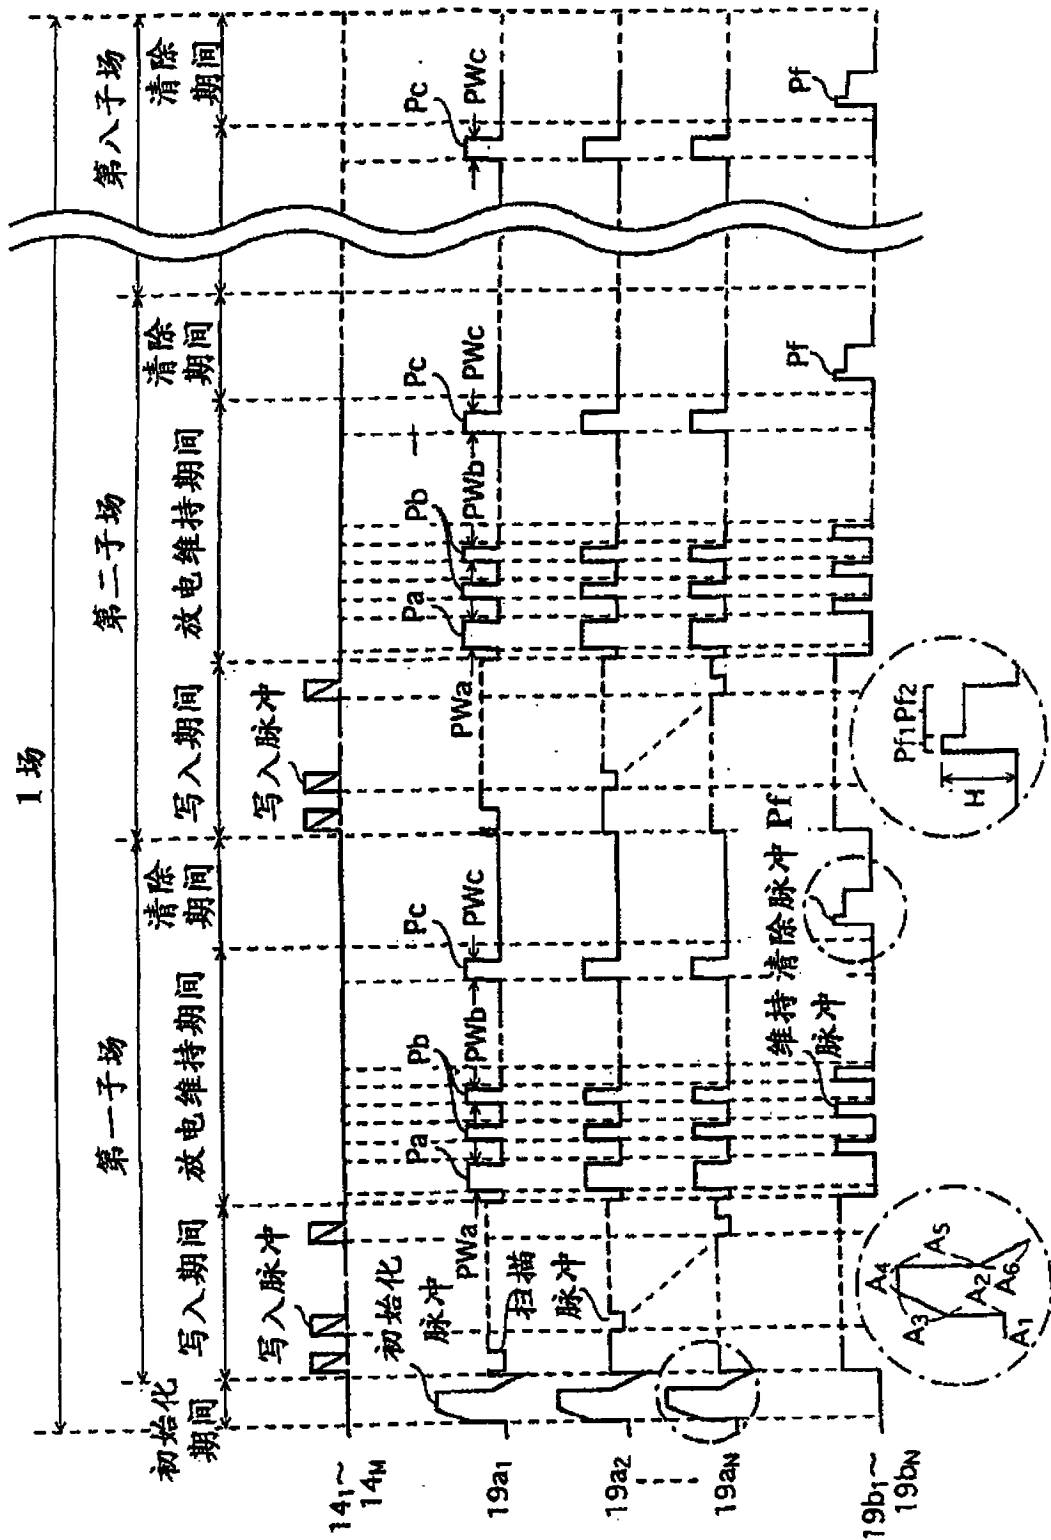 1场
第一子场
第二子场
第八子场
初始化
期间
写入期间
放电维持期间
清除
期间
写入期间
放电维持期间
清除
期间
清除
期间
写入脉冲
写入脉冲
14₁~
14M
初始化
脉冲
PWa
Pa
Pb
PWb
Pc
PWc
PWa
Pa
Pb
PWb
Pc
PWc
Pc
PWc
19a₁
扫描
脉冲
19a₂
19aN
维持
脉冲
清除脉冲 Pf
Pf
Pf
19b₁~
19bN
A₁
A₂
A₃
A₄
A₅
A₆
H
Pf₁Pf₂